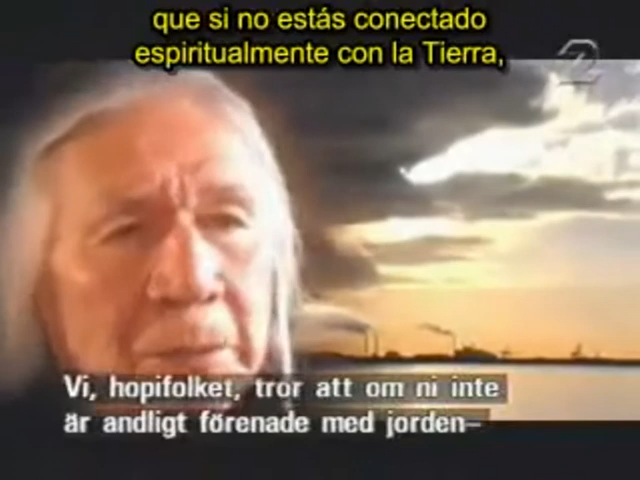 que si no estás conectado
espiritualmente con la Tierra,
2
Vi, hopifolket, tror att om ni inte
är andligt förenade med jorden–